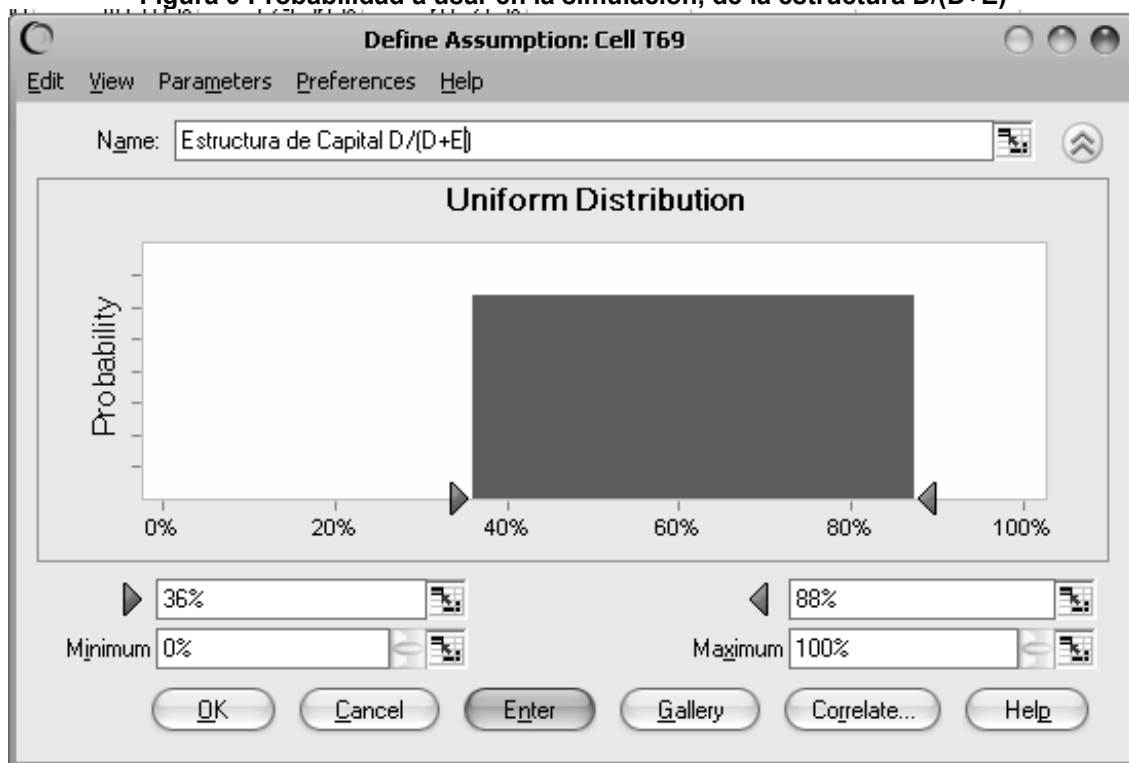 Define Assumption: Cell T69
Edit View Parameters Preferences Help
Name: Estructura de Capital D/(D+E)
Uniform Distribution
Probability
0% 20% 40% 60% 80% 100%
36% 88%
Minimum 0% Maximum 100%
OK Cancel Enter Gallery Correlate... Help